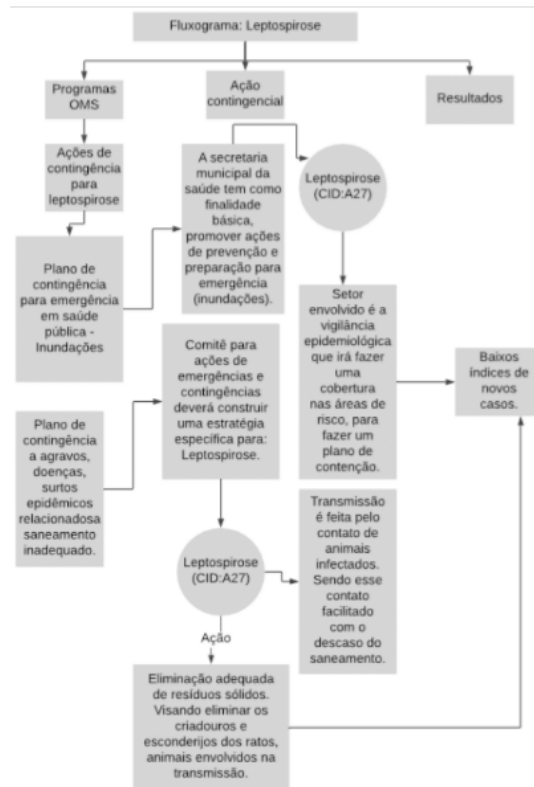 Fluxograma: Leptospirose
Programas
OMS
Ação
contingencial
Resultados
Ações de
contingência
para
leptospirose
A secretaria
municipal da
saúde tem como
finalidade
básica,
promover ações
de prevenção e
preparação para
emergência
(inundações).
Leptospirose
(CID:A27)
Plano de
contingência
para emergência
em saúde
pública -
Inundações
Setor
envolvido é a
vigilância
epidemiológica
que irá fazer
uma
cobertura
nas áreas de
risco, para
fazer um
plano de
contenção.
Baixos
índices de
novos
casos.
Comitê para
ações de
emergências e
contingências
deverá construir
uma estratégia
específica para:
Leptospirose.
Plano de
contingência
a agravos,
doenças,
surtos
epidêmicos
relacionadosa
saneamento
inadequado.
Transmissão
é feita pelo
contato de
animais
infectados.
Sendo esse
contato
facilitado
com o
descaso do
saneamento.
Leptospirose
(CID:A27)
Ação
Eliminação adequada
de resíduos sólidos.
Visando eliminar os
criadouros e
esconderijos dos ratos,
animais envolvidos na
transmissão.